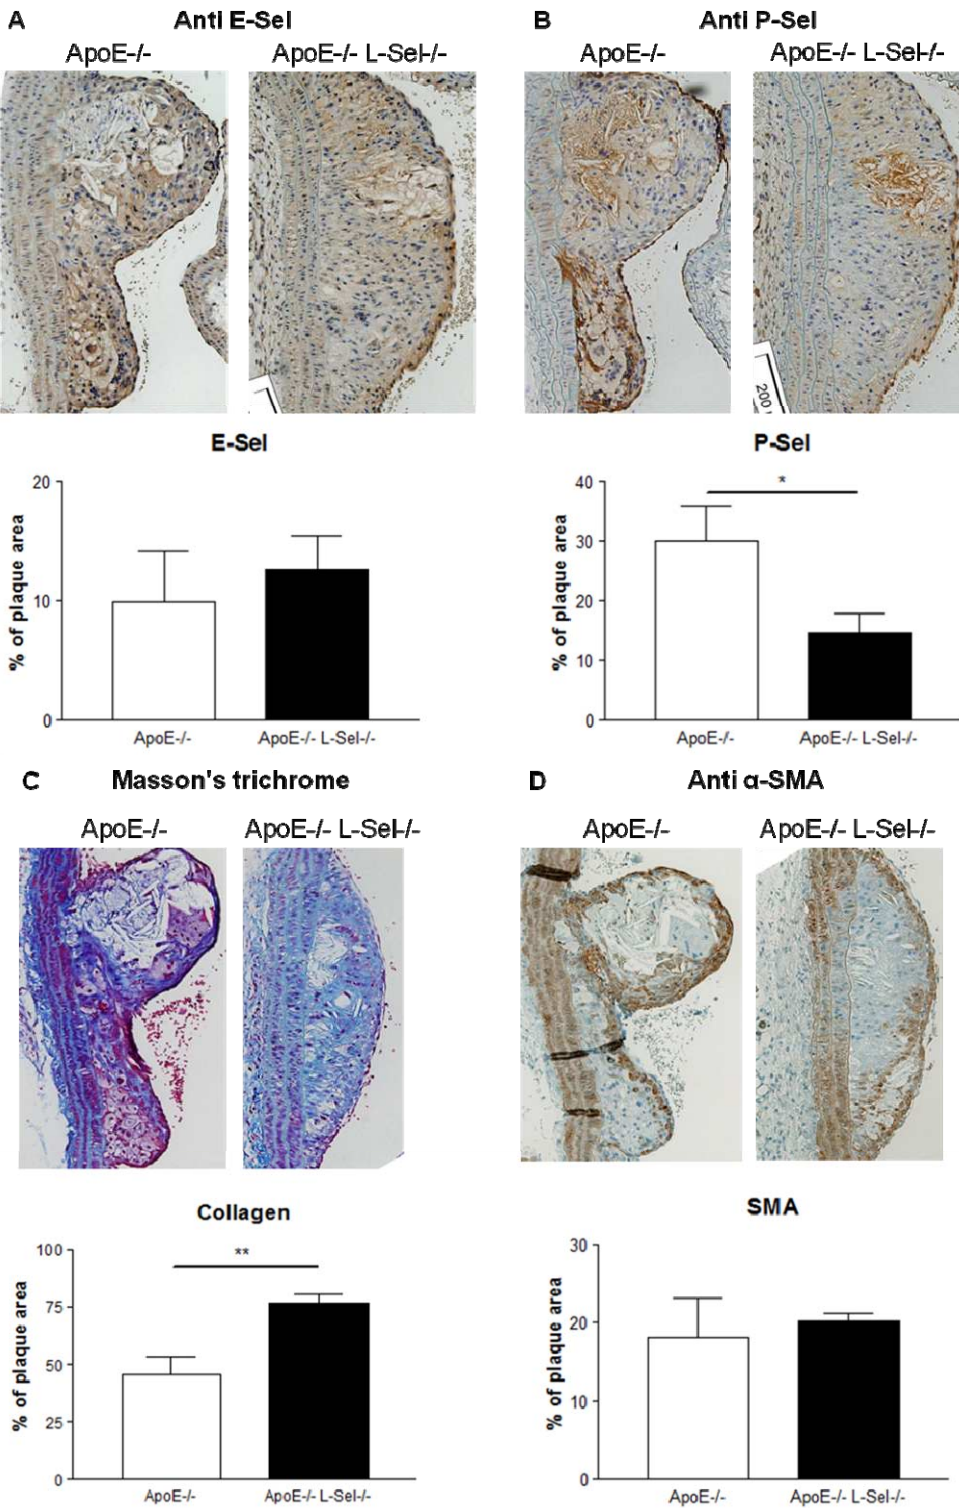 A Anti E-Sel
ApoE-/- ApoE-/- L-Sel-/-
B Anti P-Sel
ApoE-/- ApoE-/- L-Sel-/-
200
E-Sel
% of plaque area
20
10
0
ApoE-/- ApoE-/- L-Sel-/-
P-Sel
% of plaque area
40
30
20
10
0
*
ApoE-/- ApoE-/- L-Sel-/-
C Masson's trichrome
ApoE-/- ApoE-/- L-Sel-/-
D Anti α-SMA
ApoE-/- ApoE-/- L-Sel-/-
Collagen
% of plaque area
100
75
50
25
0
**
ApoE-/- ApoE-/- L-Sel-/-
SMA
% of plaque area
30
20
10
0
ApoE-/- ApoE-/- L-Sel-/-